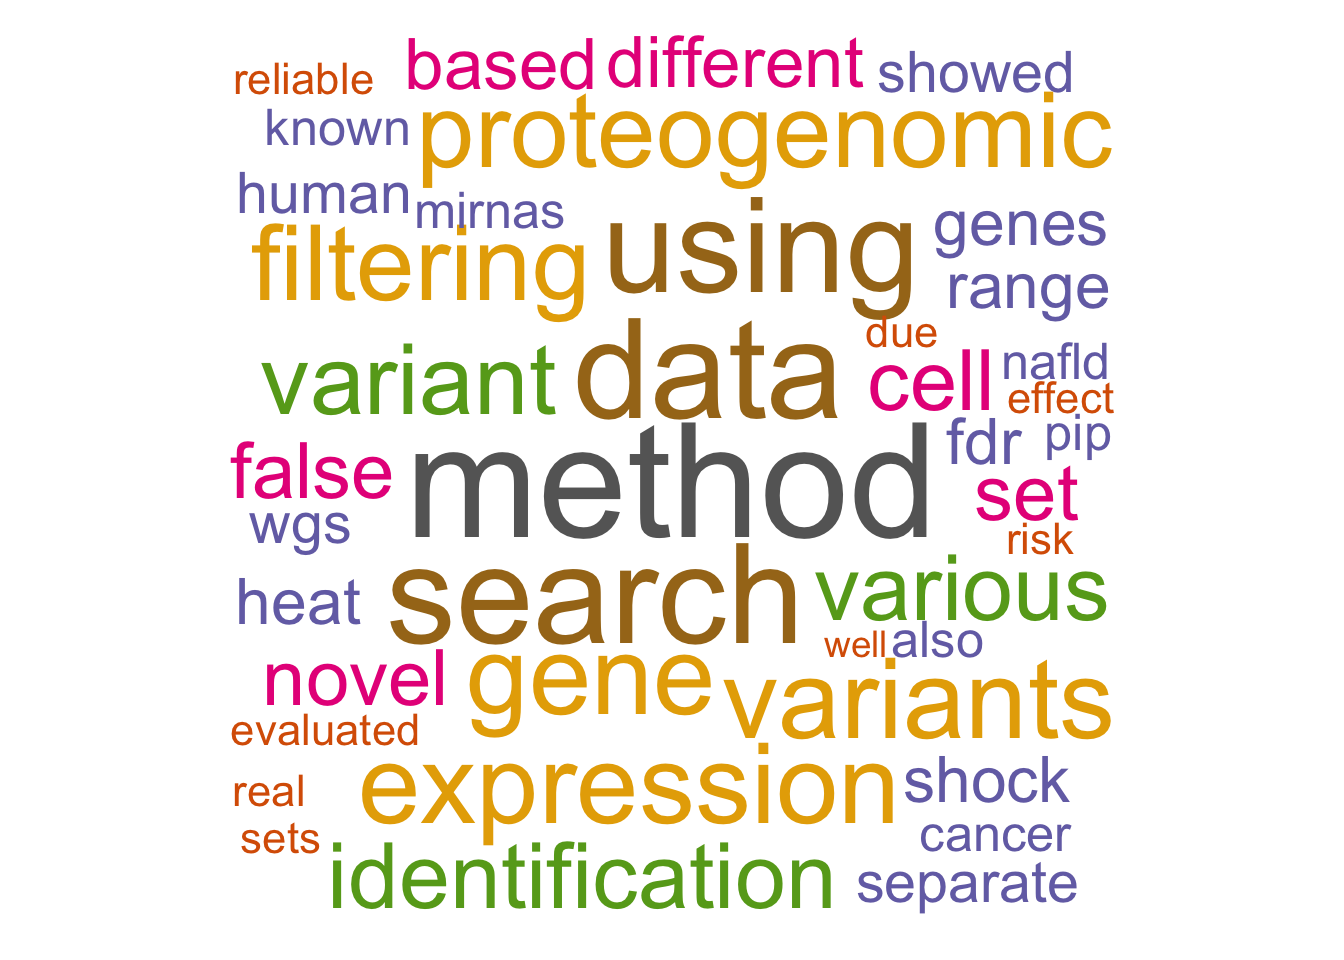 based different showed
reliable
known proteogenomic
human mirnas using genes
filtering range
due
variant data cell nafld
effect
false method fdr pip
wgs set
risk
heat search various
well also
novel gene variants
evaluated
real expression shock
sets cancer
identification separate